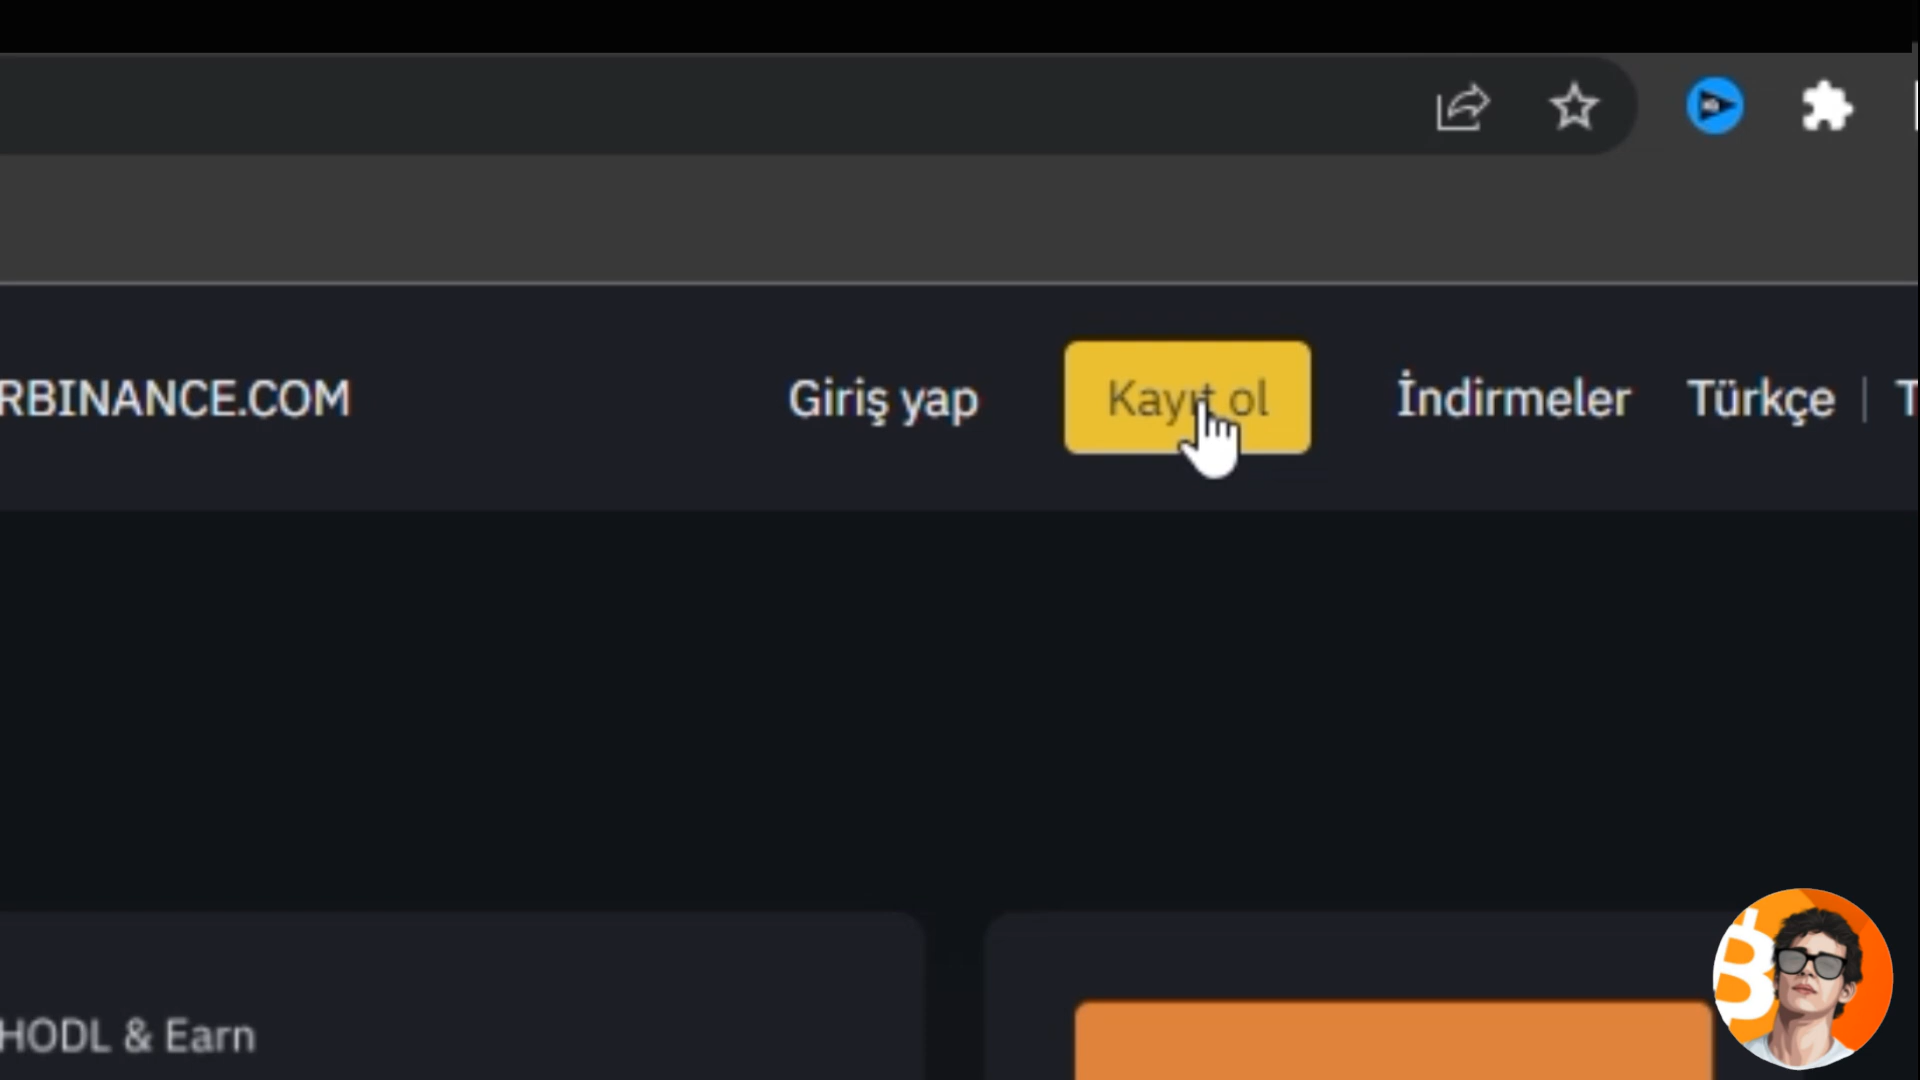 RBINANCE.COM Giriş yap Kayıt ol İndirmeler Türkçe | T
HODL & Earn